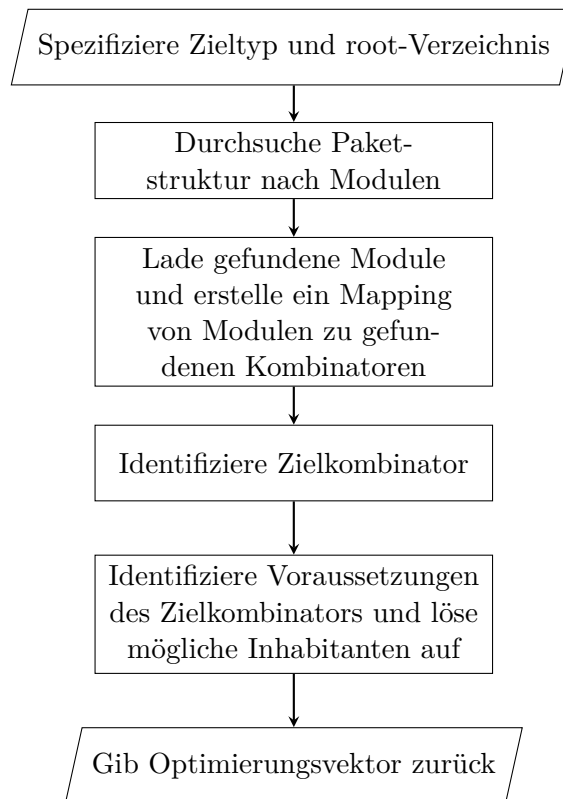 Spezifiziere Zieltyp und root-Verzeichnis
Durchsuche Paket-
struktur nach Modulen
Lade gefundene Module
und erstelle ein Mapping
von Modulen zu gefun-
denen Kombinatoren
Identifiziere Zielkombinator
Identifiziere Voraussetzungen
des Zielkombinators und löse
mögliche Inhabitanten auf
Gib Optimierungsvektor zurück